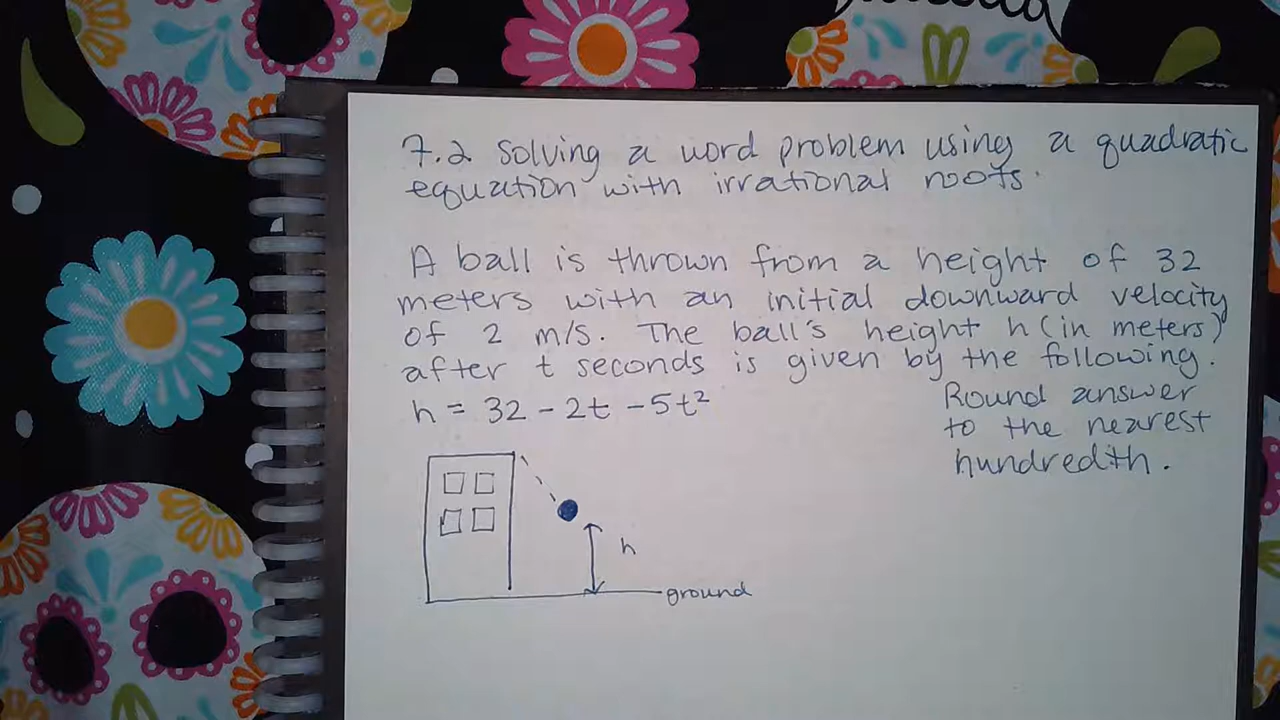 7.2 Solving a word problem using a quadratic
equation with irrational roots.
A ball is thrown from a height of 32
meters with an initial downward velocity
of 2 m/s. The ball's height h (in meters)
after t seconds is given by the following.
h = 32 - 2t - 5t²
Round answer
to the nearest
hundredth.
h
ground